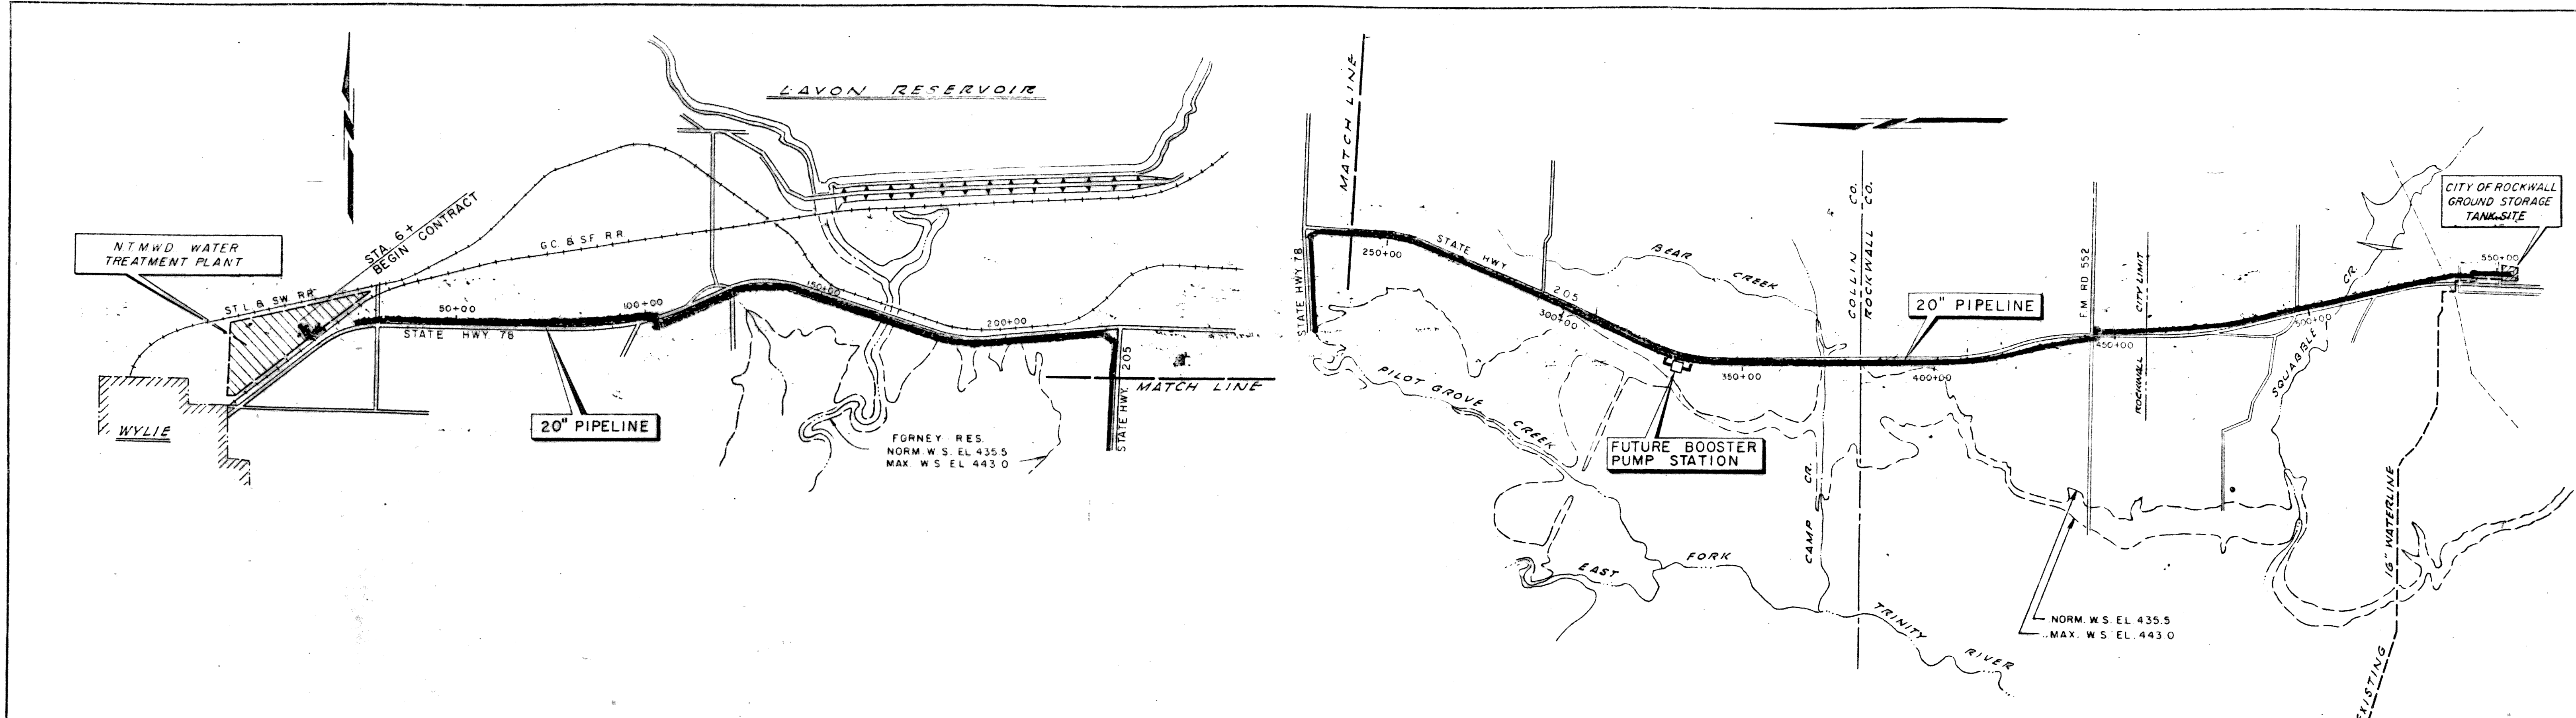 LAVON RESERVOIR
N.T.M.W.D. WATER
TREATMENT PLANT
STA. 6+
BEGIN CONTRACT
ST L & SW RR
GC & SF RR
50+00
100+00
150+00
200+00
STATE HWY. 78
WYLIE
20" PIPELINE
FORNEY RES.
NORM. W.S. EL 435.5
MAX. W.S. EL 443.0
STATE HWY. 205
MATCH LINE
MATCH LINE
STATE HWY. 78
250+00
STATE HWY
205
300+00
BEAR CREEK
PILOT GROVE
CREEK
FUTURE BOOSTER
PUMP STATION
350+00
COLLIN CO.
ROCKWALL CO.
20" PIPELINE
400+00
CAMP CR.
EAST
FORK
TRINITY
RIVER
F M RD 552
450+00
CITY LIMIT
ROCKWALL
SQUABBLE CR.
500+00
550+00
CITY OF ROCKWALL
GROUND STORAGE
TANK SITE
NORM. W.S. EL 435.5
MAX. W.S. EL. 443.0
16" WATERLINE
EXISTING